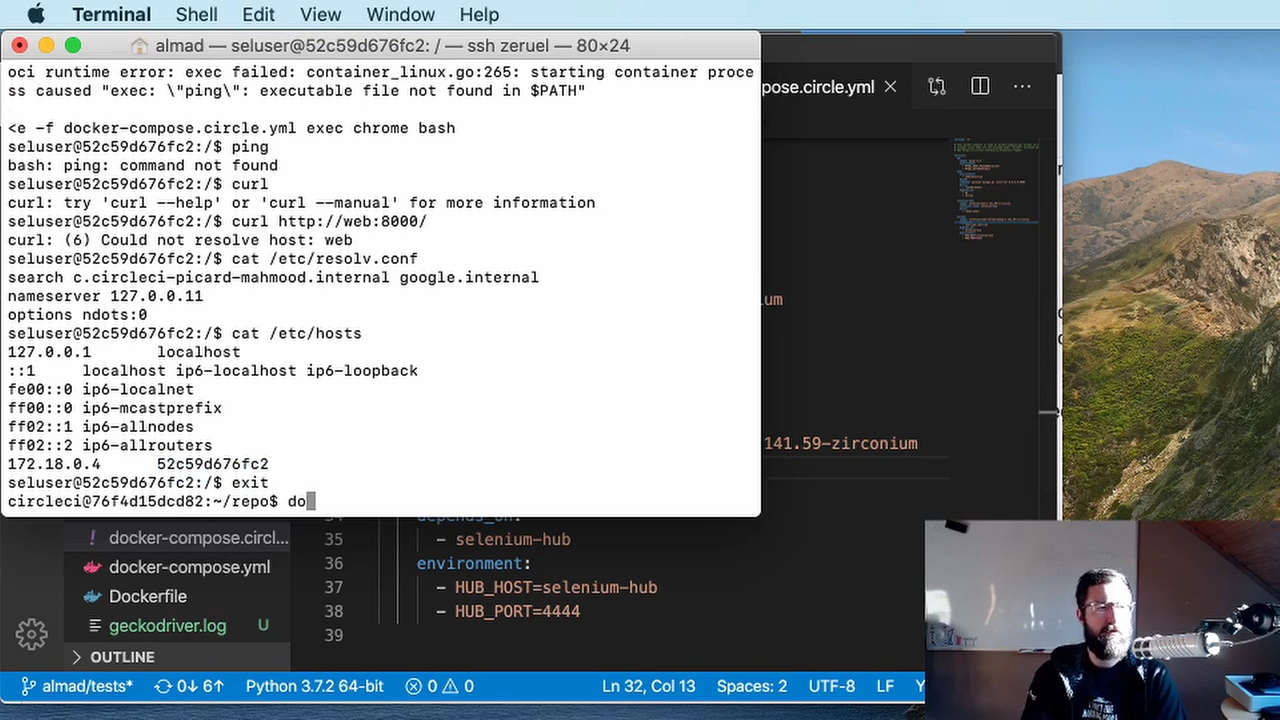 Terminal Shell Edit View Window Help
almad — seluser@52c59d676fc2: / — ssh zeruel — 80×24
oci runtime error: exec failed: container_linux.go:265: starting container proce
ss caused "exec: \"ping\": executable file not found in $PATH"
<e -f docker-compose.circle.yml exec chrome bash
seluser@52c59d676fc2:/$ ping
bash: ping: command not found
seluser@52c59d676fc2:/$ curl
curl: try 'curl --help' or 'curl --manual' for more information
seluser@52c59d676fc2:/$ curl http://web:8000/
curl: (6) Could not resolve host: web
seluser@52c59d676fc2:/$ cat /etc/resolv.conf
search c.circleci-picard-mahmood.internal google.internal
nameserver 127.0.0.11
options ndots:0
seluser@52c59d676fc2:/$ cat /etc/hosts
127.0.0.1 localhost
::1 localhost ip6-localhost ip6-loopback
fe00::0 ip6-localnet
ff00::0 ip6-mcastprefix
ff02::1 ip6-allnodes
ff02::2 ip6-allrouters
172.18.0.4 52c59d676fc2
seluser@52c59d676fc2:/$ exit
circleci@76f4d15dcd82:~/repo$ do
pose.circle.yml
ium
141.59-zirconium
depends_on:
35 - selenium-hub
36 environment:
37 - HUB_HOST=selenium-hub
38 - HUB_PORT=4444
39
! docker-compose.circl...
docker-compose.yml
Dockerfile
geckodriver.log U
OUTLINE
almad/tests* 0↓ 6↑ Python 3.7.2 64-bit 0 0 Ln 32, Col 13 Spaces: 2 UTF-8 LF Y